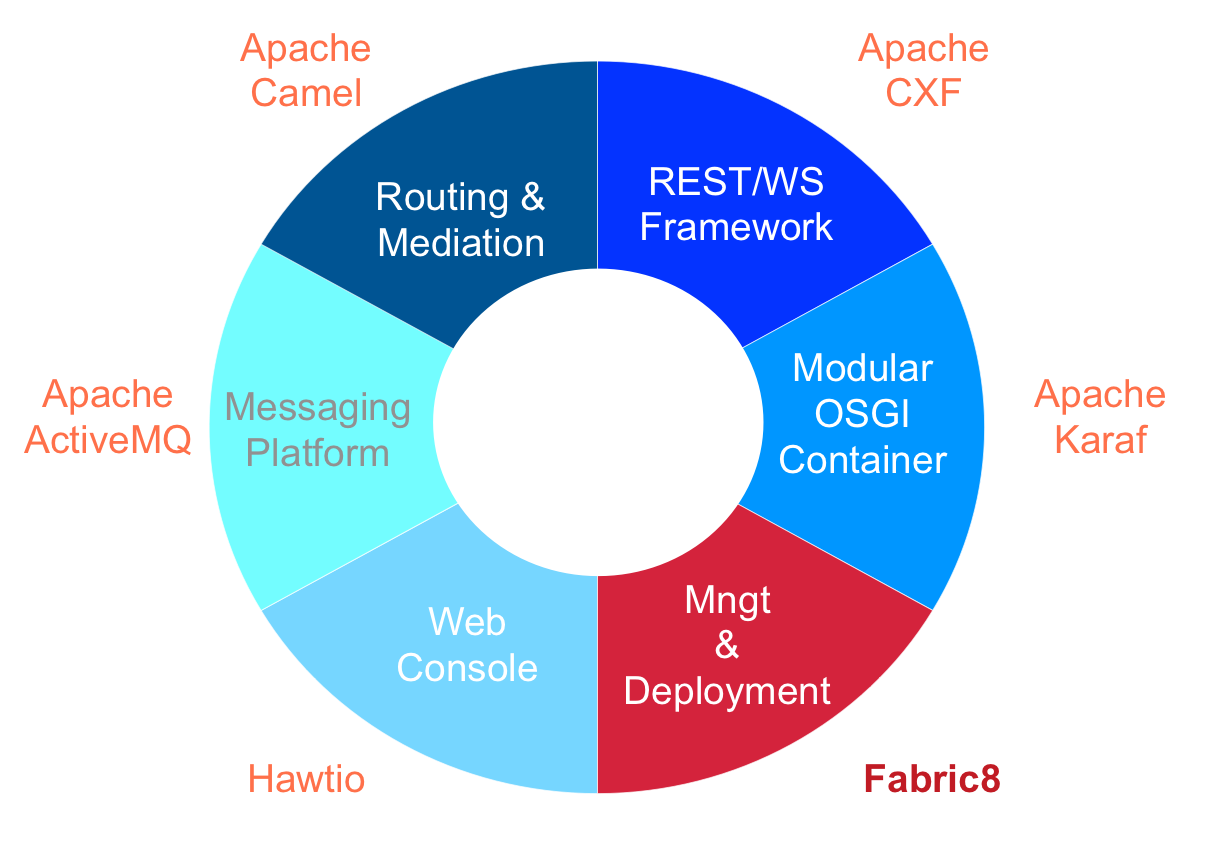 Apache
Camel
Apache
CXF
Routing &
Mediation
REST/WS
Framework
Apache
ActiveMQ
Messaging
Platform
Modular
OSGI
Container
Apache
Karaf
Web
Console
Mngt
&
Deployment
Hawtio
Fabric8